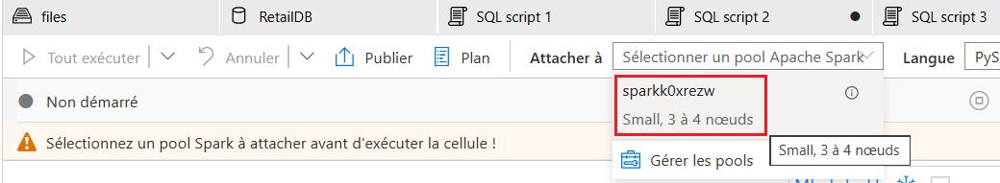 files
RetailDB
SQL script 1
SQL script 2
SQL script 3
Tout exécuter
Annuler
Publier
Plan
Attacher à
Sélectionner un pool Apache Spark
Langue
PyS
Non démarré
sparkk0xrezw
Small, 3 à 4 nœuds
Sélectionnez un pool Spark à attacher avant d'exécuter la cellule !
Gérer les pools
Small, 3 à 4 nœuds